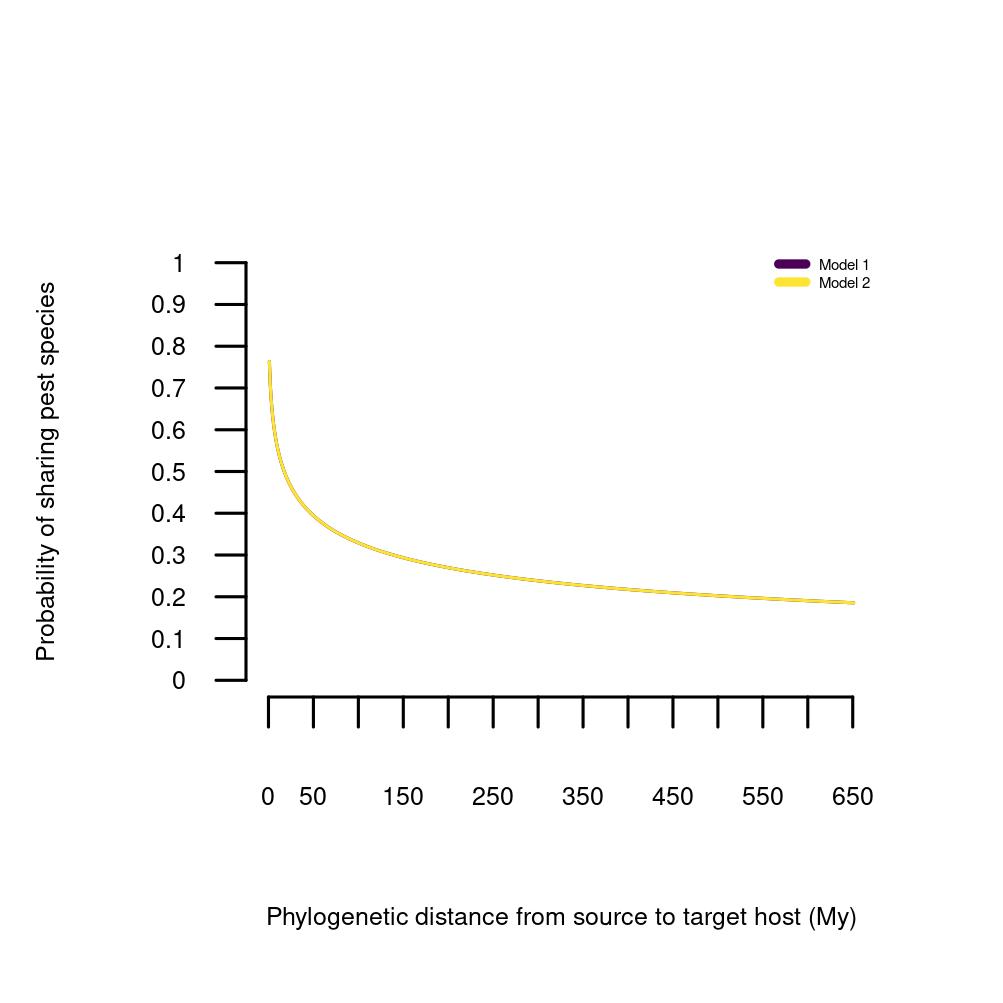 Model 1
Model 2
Probability of sharing pest species
1
0.9
0.8
0.7
0.6
0.5
0.4
0.3
0.2
0.1
0
0 50 150 250 350 450 550 650
Phylogenetic distance from source to target host (My)